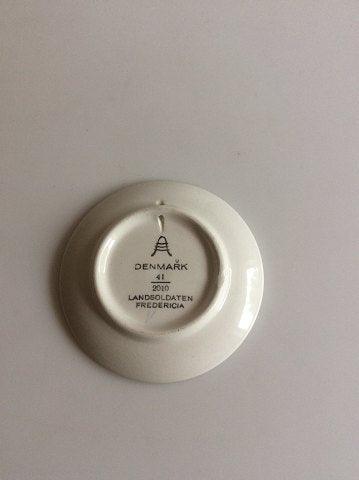 DENMARK
41
2010
LANDSOLDATEN
FREDERICIA